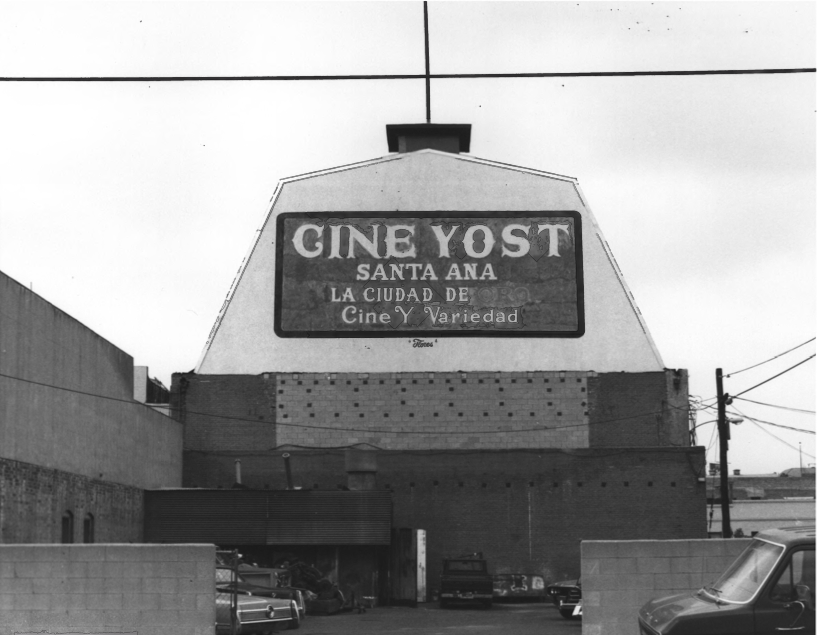 CINE YOST
SANTA ANA
LA CIUDAD DE
Cine Y Variedad